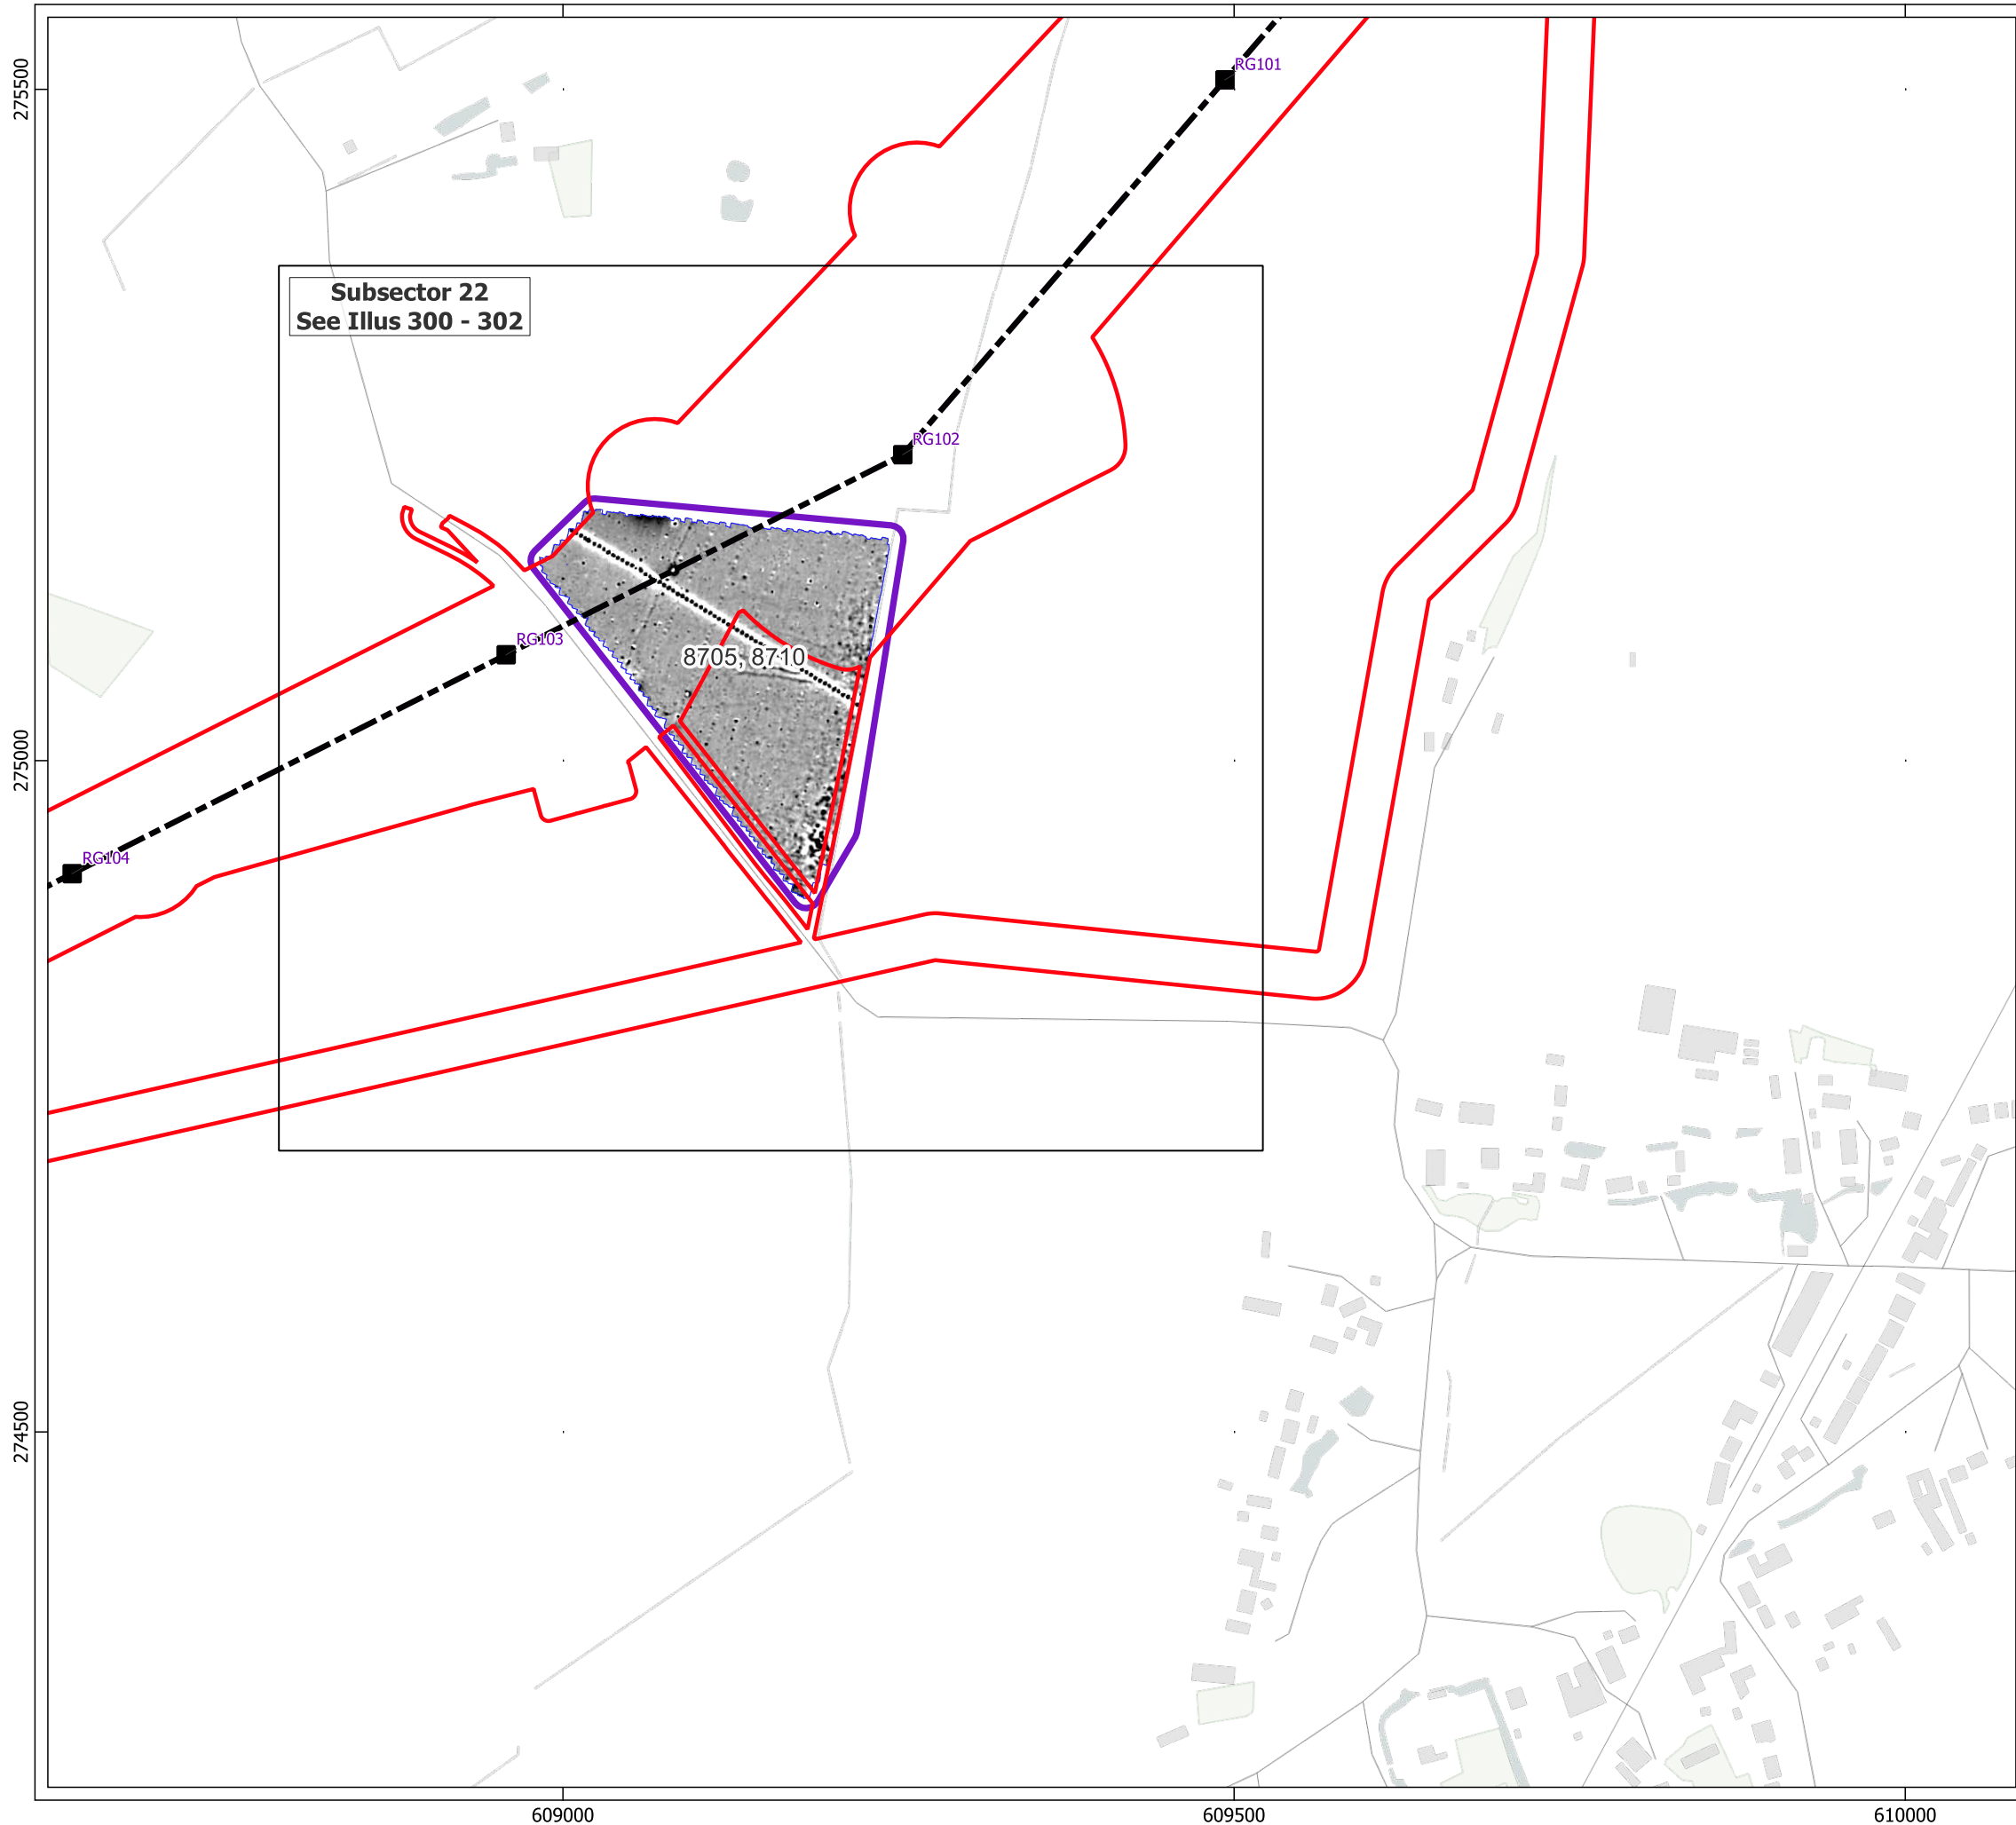 275500
RG101
Subsector 22
See Illus 300 - 302
RG102
RG103
8705, 8710
275000
RG104
274500
609000
609500
610000